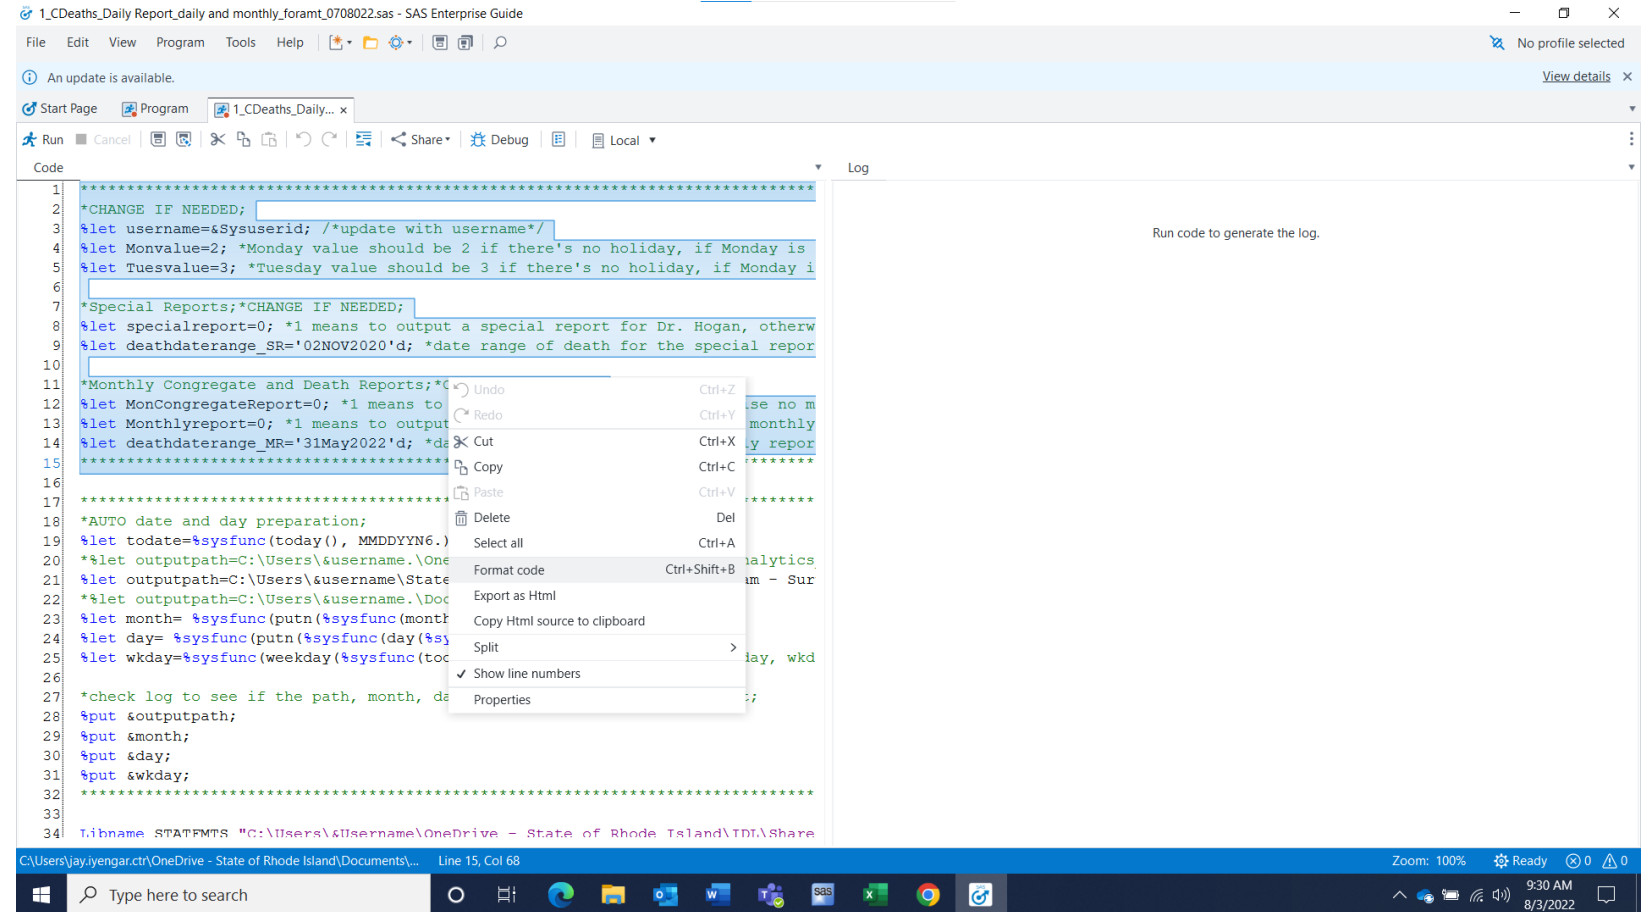 1_CDeaths_Daily Report_daily and monthly_foramt_0708022.sas - SAS Enterprise Guide
File Edit View Program Tools Help
No profile selected
An update is available.
View details
Start Page Program 1_CDeaths_Daily...
Run Cancel Share Debug Local
Code
Log
1 *******************************************************************************
2 *CHANGE IF NEEDED;
3 %let username=&Sysuserid; /*update with username*/
4 %let Monvalue=2; *Monday value should be 2 if there's no holiday, if Monday is
5 %let Tuesvalue=3; *Tuesday value should be 3 if there's no holiday, if Monday i
6
7 *Special Reports;*CHANGE IF NEEDED;
8 %let specialreport=0; *1 means to output a special report for Dr. Hogan, otherw
9 %let deathdaterange_SR='02NOV2020'd; *date range of death for the special repor
10
11 *Monthly Congregate and Death Reports;*
12 %let MonCongregateReport=0; *1 means to se no m
13 %let Monthlyreport=0; *1 means to output monthly
14 %let deathdaterange_MR='31May2022'd; *da y repor
15 *******************************************************************************
16
17 *******************************************************************************
18 *AUTO date and day preparation;
19 %let todate=%sysfunc(today(), MMDDYYN6.)
20 *%let outputpath=C:\Users\&username.\One alytics
21 %let outputpath=C:\Users\&username\State m - Sur
22 *%let outputpath=C:\Users\&username.\Doc
23 %let month= %sysfunc(putn(%sysfunc(month
24 %let day= %sysfunc(putn(%sysfunc(day(%sy
25 %let wkday=%sysfunc(weekday(%sysfunc(tod day, wkd
26
27 *check log to see if the path, month, da ;
28 %put &outputpath;
29 %put &month;
30 %put &day;
31 %put &wkday;
32 *******************************************************************************
33
34 Libname STATFMTS "C:\Users\&Username\OneDrive - State of Rhode Island\IDL\Share
Undo Ctrl+Z
Redo Ctrl+Y
Cut Ctrl+X
Copy Ctrl+C
Paste Ctrl+V
Delete Del
Select all Ctrl+A
Format code Ctrl+Shift+B
Export as Html
Copy Html source to clipboard
Split
Show line numbers
Properties
Run code to generate the log.
C:\Users\jay.iyengar.ctr\OneDrive - State of Rhode Island\Documents\... Line 15, Col 68
Zoom: 100% Ready 0 0
Type here to search
sas
9:30 AM
8/3/2022